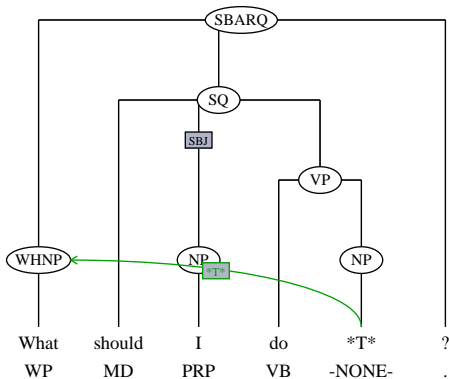 SBARQ
SQ
SBJ
VP
WHNP NP NP
*T*
What should I do *T* ?
WP MD PRP VB -NONE- .